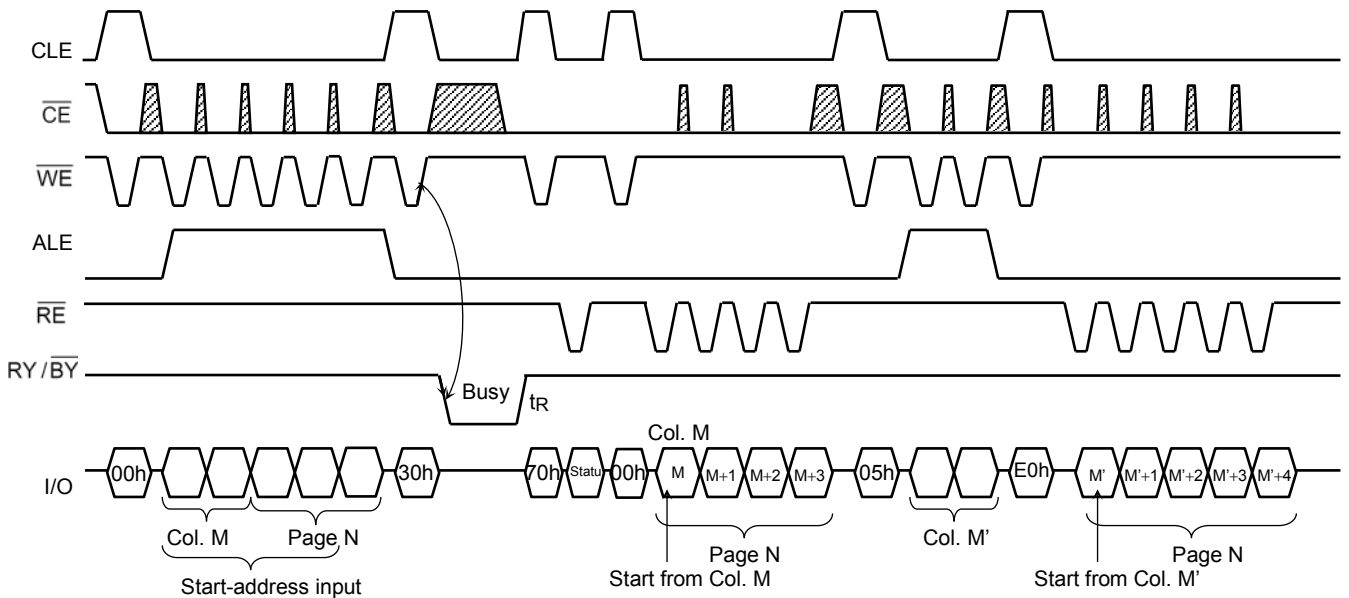 CLE
CE
WE
ALE
RE
RY/BY
Busy
tR
I/O
Col. M
00h
30h
70h Statu 00h M M+1 M+2 M+3
05h
E0h
M' M'+1 M'+2 M'+3 M'+4
Col. M
Page N
Start-address input
Page N
Start from Col. M
Col. M'
Page N
Start from Col. M'